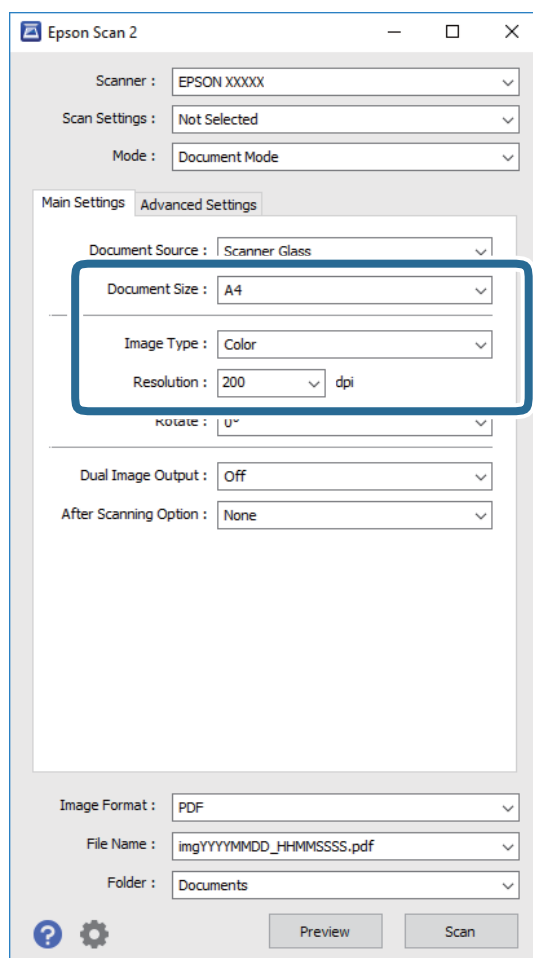 Epson Scan 2
Scanner : EPSON XXXXX
Scan Settings : Not Selected
Mode : Document Mode
Main Settings Advanced Settings
Document Source : Scanner Glass
Document Size : A4
Image Type : Color
Resolution : 200 dpi
Rotate : 0°
Dual Image Output : Off
After Scanning Option : None
Image Format : PDF
File Name : imgYYYYMMDD_HHMMSSSS.pdf
Folder : Documents
? Preview Scan